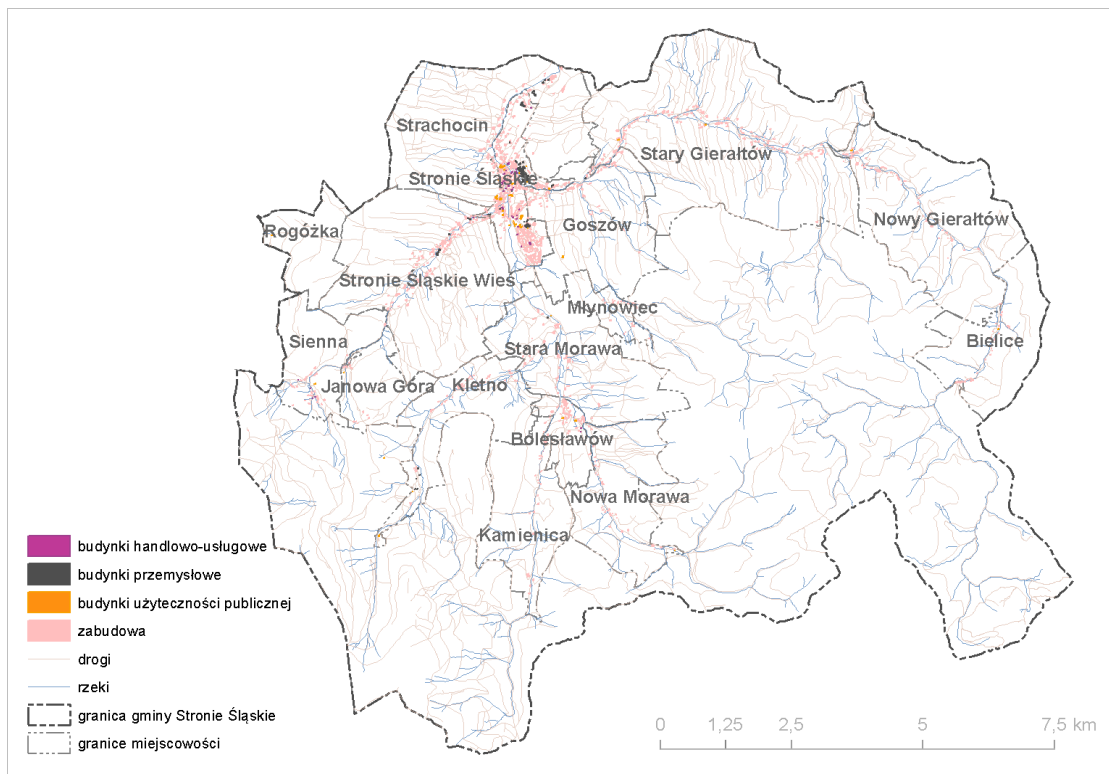 Strachocin
Stary Gierałtów
Stronie Śląskie
Nowy Gierałtów
Rogóżka
Goszów
Stronie Śląskie Wieś
Młynowiec
Sienna
Bielice
Stara Morawa
Janowa Góra
Kletno
Bolesławów
Nowa Morawa
Kamienica
budynki handlowo-usługowe
budynki przemysłowe
budynki użyteczności publicznej
zabudowa
drogi
rzeki
granica gminy Stronie Śląskie
granice miejscowości
0 1,25 2,5 5 7,5 km